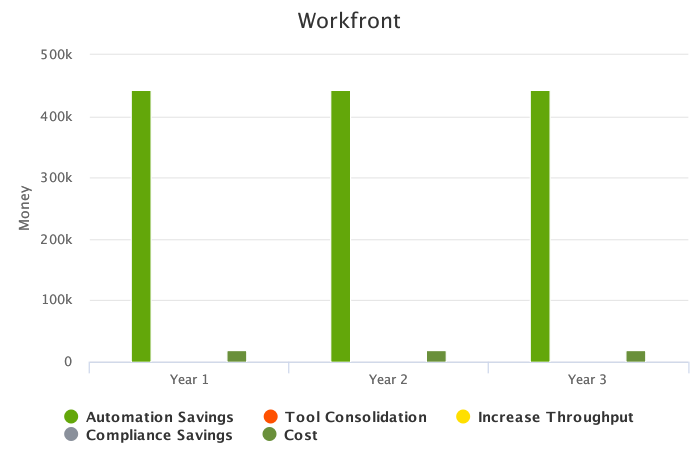 Workfront
500k
400k
300k
200k
100k
0
Money
Year 1 Year 2 Year 3
Automation Savings Tool Consolidation Increase Throughput
Compliance Savings Cost